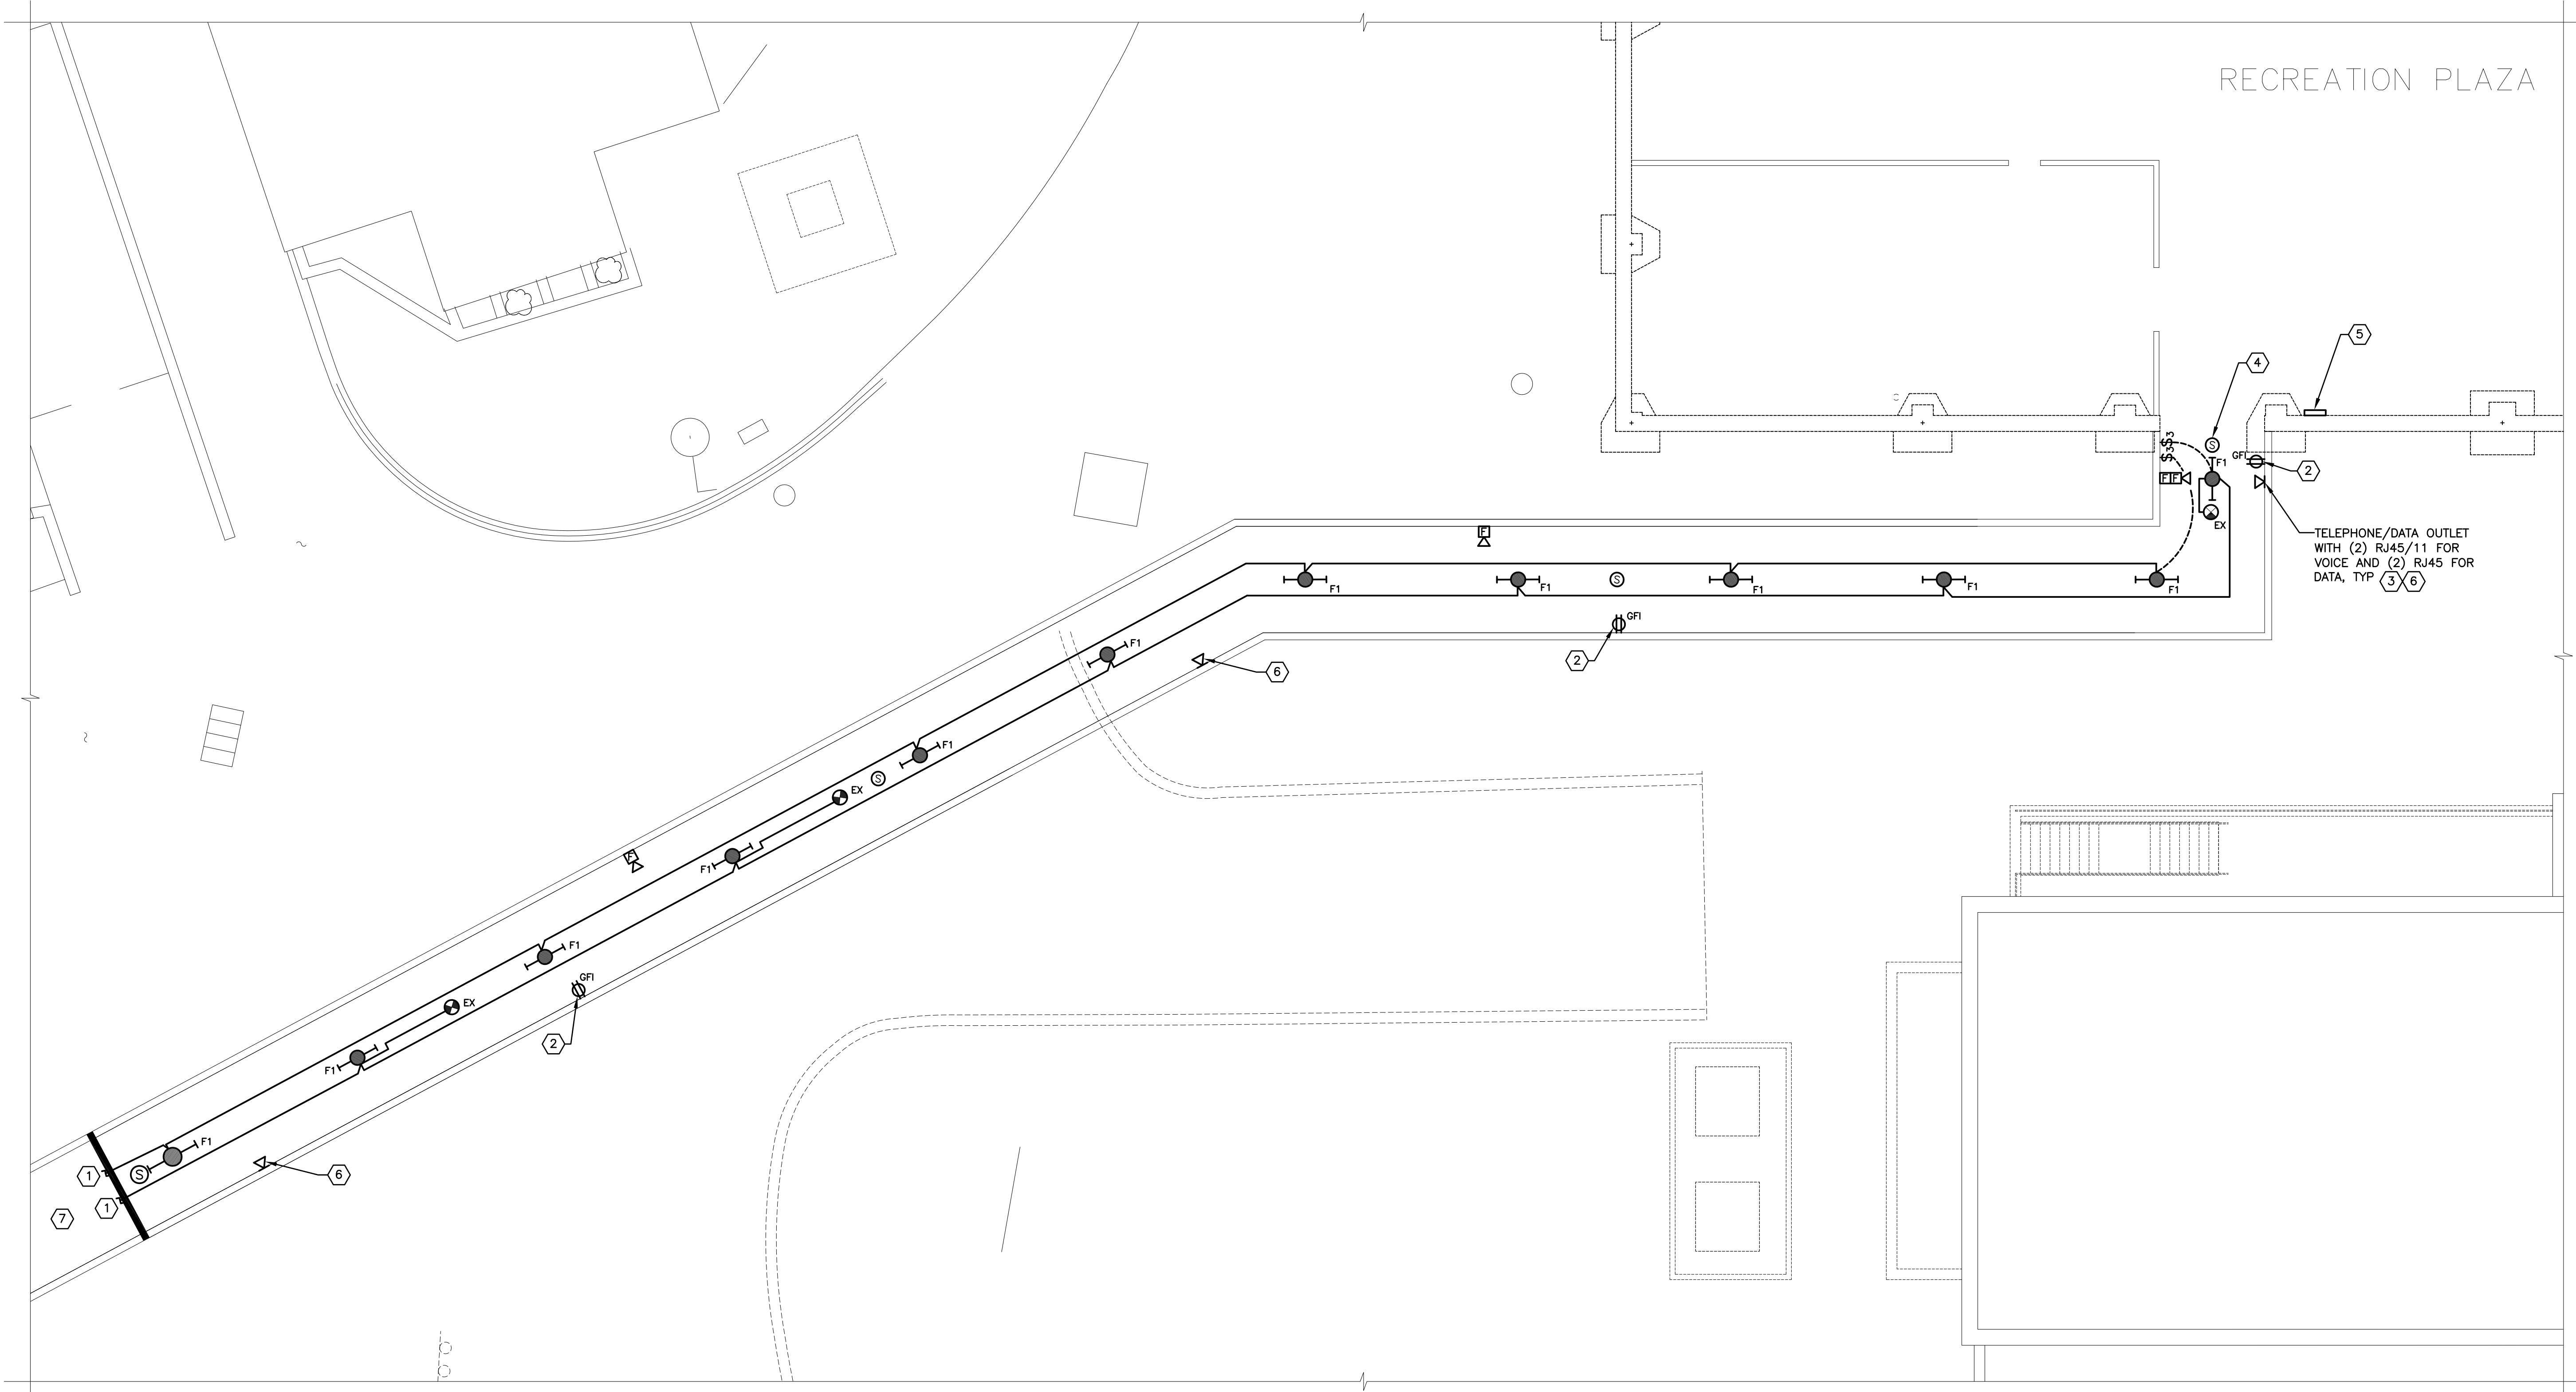 RECREATION PLAZA
5
4
$3
$3
S
F1
GFI
2
F
F
F
EX
TELEPHONE/DATA OUTLET
WITH (2) RJ45/11 FOR
VOICE AND (2) RJ45 FOR
DATA, TYP 3 6
F1
F1
S
F1
F1
F1
GFI
2
F1
6
F1
S
EX
F
F1
F1
GFI
EX
2
F1
F1
S
1
6
1
7